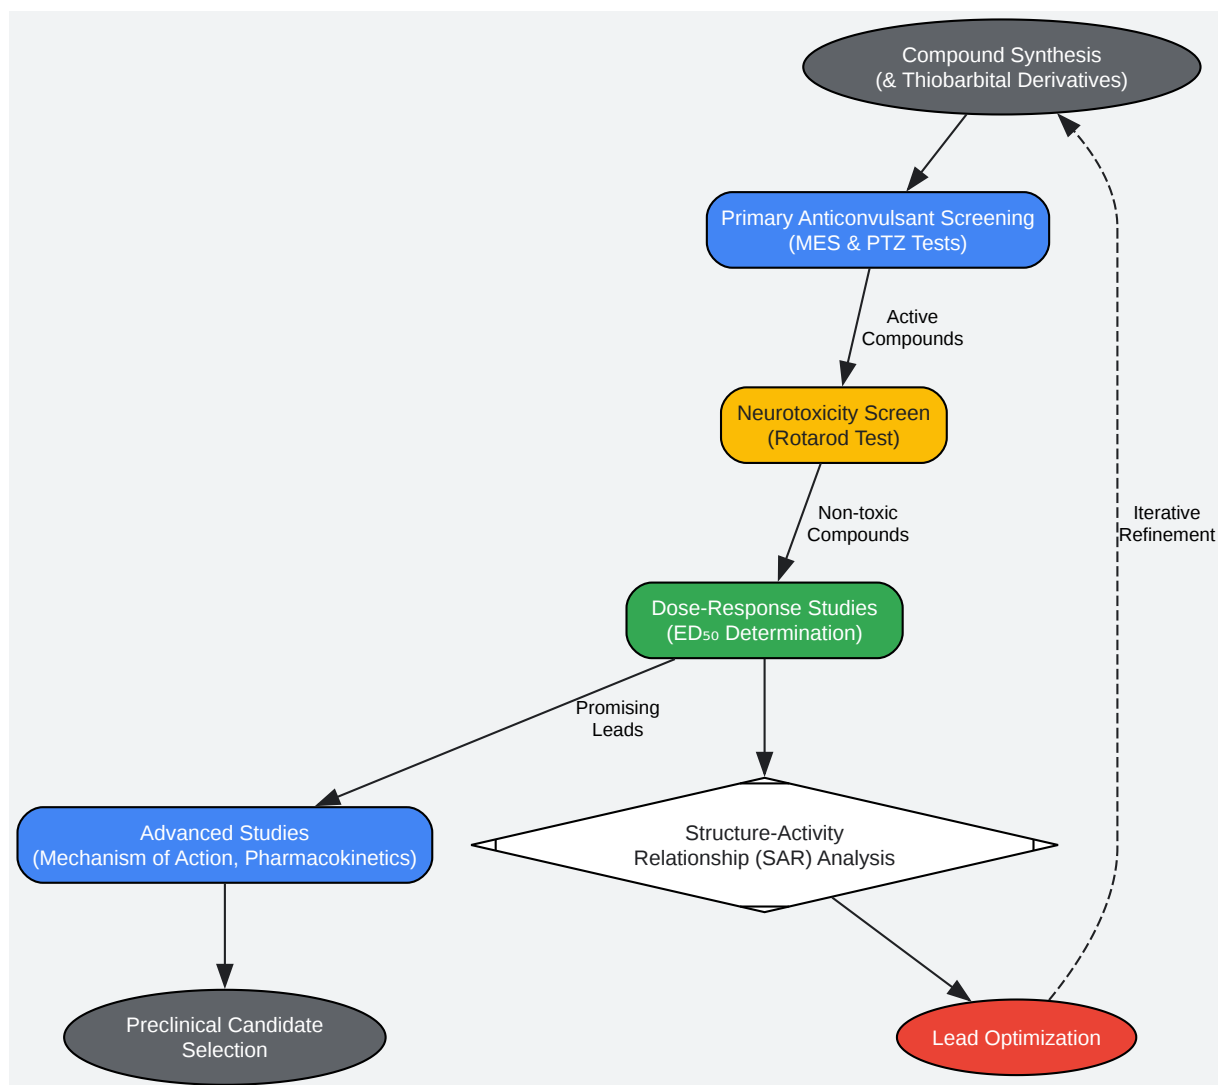 Compound Synthesis
(& Thiobarbital Derivatives)
Primary Anticonvulsant Screening
(MES & PTZ Tests)
Active
Compounds
Neurotoxicity Screen
(Rotarod Test)
Non-toxic
Compounds
Iterative
Refinement
Dose-Response Studies
(ED₅₀ Determination)
Promising
Leads
Advanced Studies
(Mechanism of Action, Pharmacokinetics)
Structure-Activity
Relationship (SAR) Analysis
Preclinical Candidate
Selection
Lead Optimization